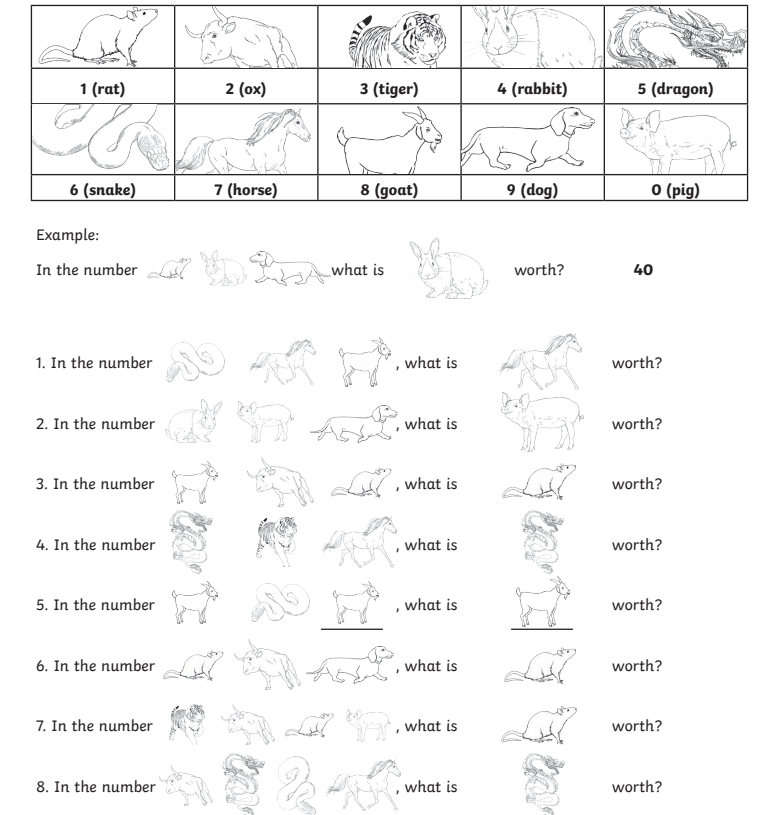 1 (rat) 2 (ox) 3 (tiger) 4 (rabbit) 5 (dragon)
6 (snake) 7 (horse) 8 (goat) 9 (dog) 0 (pig)
Example:
In the number what is worth? 40
1. In the number , what is worth?
2. In the number , what is worth?
3. In the number , what is worth?
4. In the number , what is worth?
5. In the number , what is worth?
6. In the number , what is worth?
7. In the number , what is worth?
8. In the number , what is worth?